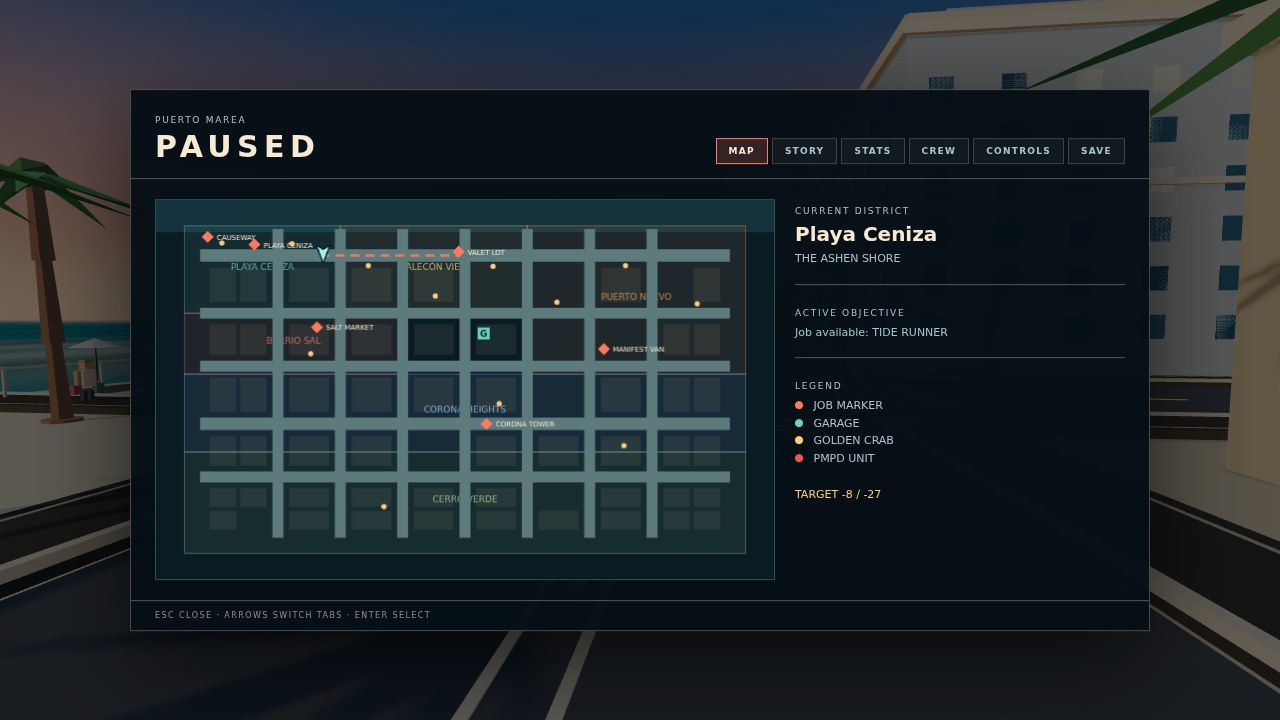 PUERTO MAREA
PAUSED
MAP
STORY
STATS
CREW
CONTROLS
SAVE
CAUSEWAY
PLAYA CENIZA
VALET LOT
PLAYA CENIZA
PUERTO NUEVO
SALT MARKET
G
MANIFEST VAN
CORONA HEIGHTS
CORONA TOWER
CERRO VERDE
CURRENT DISTRICT
Playa Ceniza
THE ASHEN SHORE
ACTIVE OBJECTIVE
Job available: TIDE RUNNER
LEGEND
JOB MARKER
GARAGE
GOLDEN CRAB
PMPD UNIT
TARGET -8 / -27
ESC CLOSE · ARROWS SWITCH TABS · ENTER SELECT